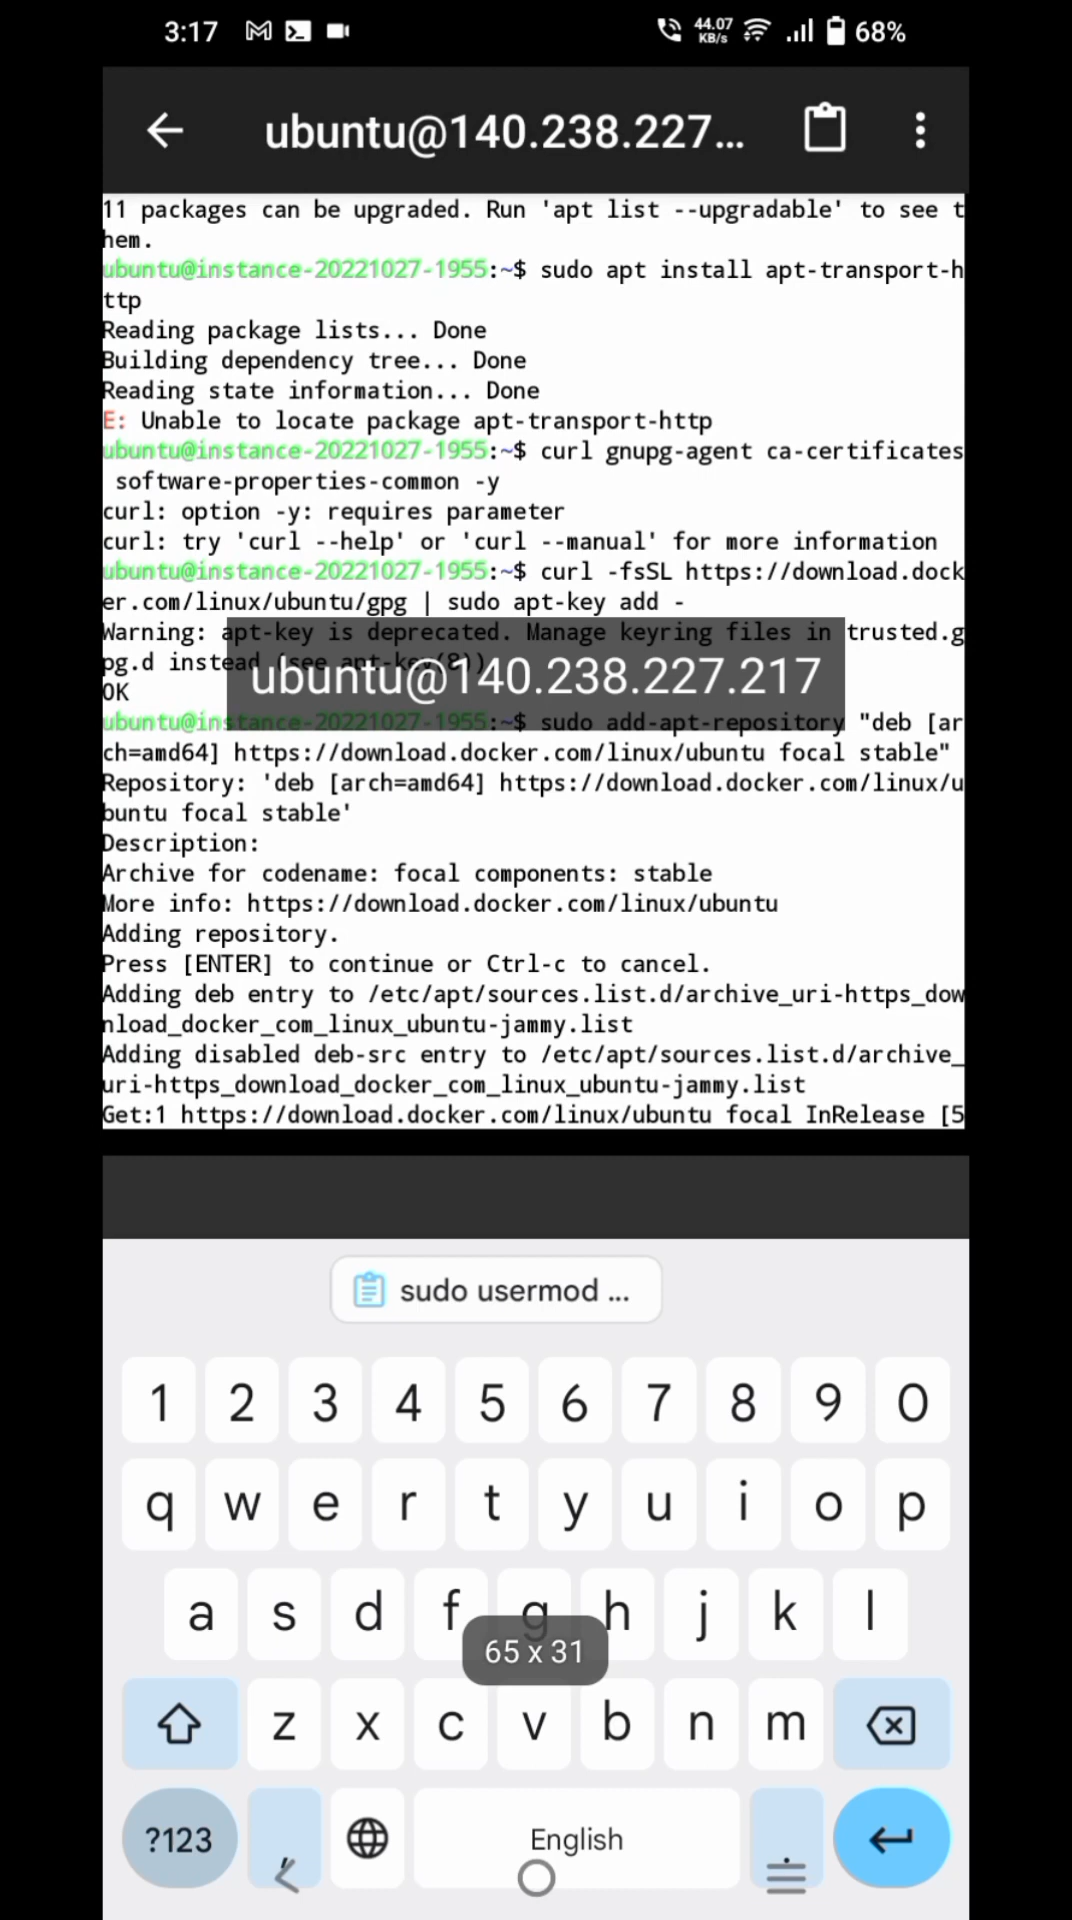 3:17 44.07 KB/s 68%
ubuntu@140.238.227...
11 packages can be upgraded. Run 'apt list --upgradable' to see t
hem.
ubuntu@instance-20221027-1955:~$ sudo apt install apt-transport-h
ttp
Reading package lists... Done
Building dependency tree... Done
Reading state information... Done
E: Unable to locate package apt-transport-http
ubuntu@instance-20221027-1955:~$ curl gnupg-agent ca-certificates
 software-properties-common -y
curl: option -y: requires parameter
curl: try 'curl --help' or 'curl --manual' for more information
ubuntu@instance-20221027-1955:~$ curl -fsSL https://download.dock
er.com/linux/ubuntu/gpg | sudo apt-key add -
Warning: apt-key is deprecated. Manage keyring files in trusted.g
pg.d instead (see apt-key(8)).
ubuntu@140.238.227.217
OK
ubuntu@instance-20221027-1955:~$ sudo add-apt-repository "deb [ar
ch=amd64] https://download.docker.com/linux/ubuntu focal stable"
Repository: 'deb [arch=amd64] https://download.docker.com/linux/u
buntu focal stable'
Description:
Archive for codename: focal components: stable
More info: https://download.docker.com/linux/ubuntu
Adding repository.
Press [ENTER] to continue or Ctrl-c to cancel.
Adding deb entry to /etc/apt/sources.list.d/archive_uri-https_dow
nload_docker_com_linux_ubuntu-jammy.list
Adding disabled deb-src entry to /etc/apt/sources.list.d/archive_
uri-https_download_docker_com_linux_ubuntu-jammy.list
Get:1 https://download.docker.com/linux/ubuntu focal InRelease [5
sudo usermod ...
1 2 3 4 5 6 7 8 9 0
q w e r t y u i o p
a s d f g h j k l
65 x 31
z x c v b n m
?123 , English .